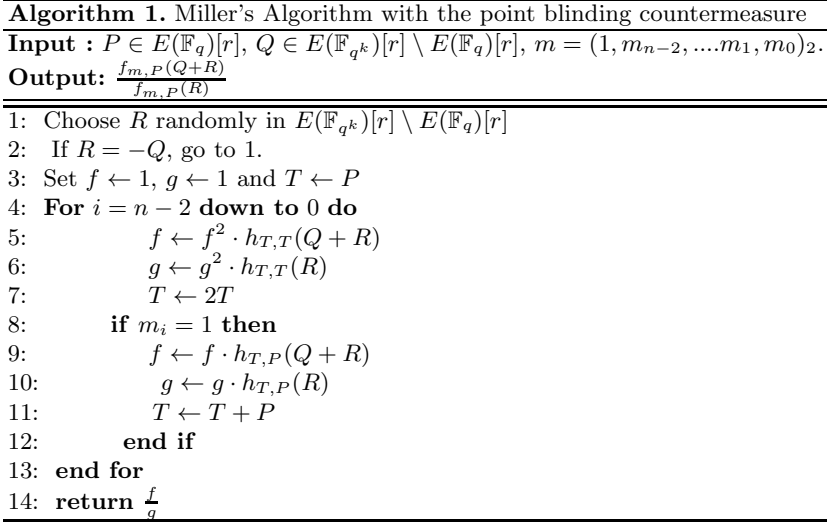 Algorithm 1. Miller's Algorithm with the point blinding countermeasure
Input : P ∈ E(𝔽_q)[r], Q ∈ E(𝔽_{q^k})[r] \ E(𝔽_q)[r], m = (1, m_{n−2}, ....m_1, m_0)_2.
Output: \frac{f_{m,P}(Q+R)}{f_{m,P}(R)}
1: Choose R randomly in E(𝔽_{q^k})[r] \ E(𝔽_q)[r]
2: If R = −Q, go to 1.
3: Set f ← 1, g ← 1 and T ← P
4: For i = n − 2 down to 0 do
5: f ← f^2 · h_{T,T}(Q + R)
6: g ← g^2 · h_{T,T}(R)
7: T ← 2T
8: if m_i = 1 then
9: f ← f · h_{T,P}(Q + R)
10: g ← g · h_{T,P}(R)
11: T ← T + P
12: end if
13: end for
14: return \frac{f}{g}